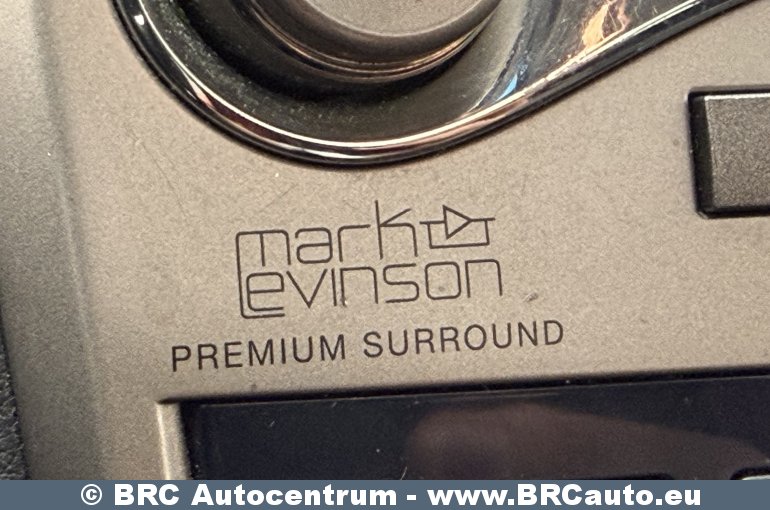 mark
Levinson
PREMIUM SURROUND
© BRC Autocentrum - www.BRCauto.eu